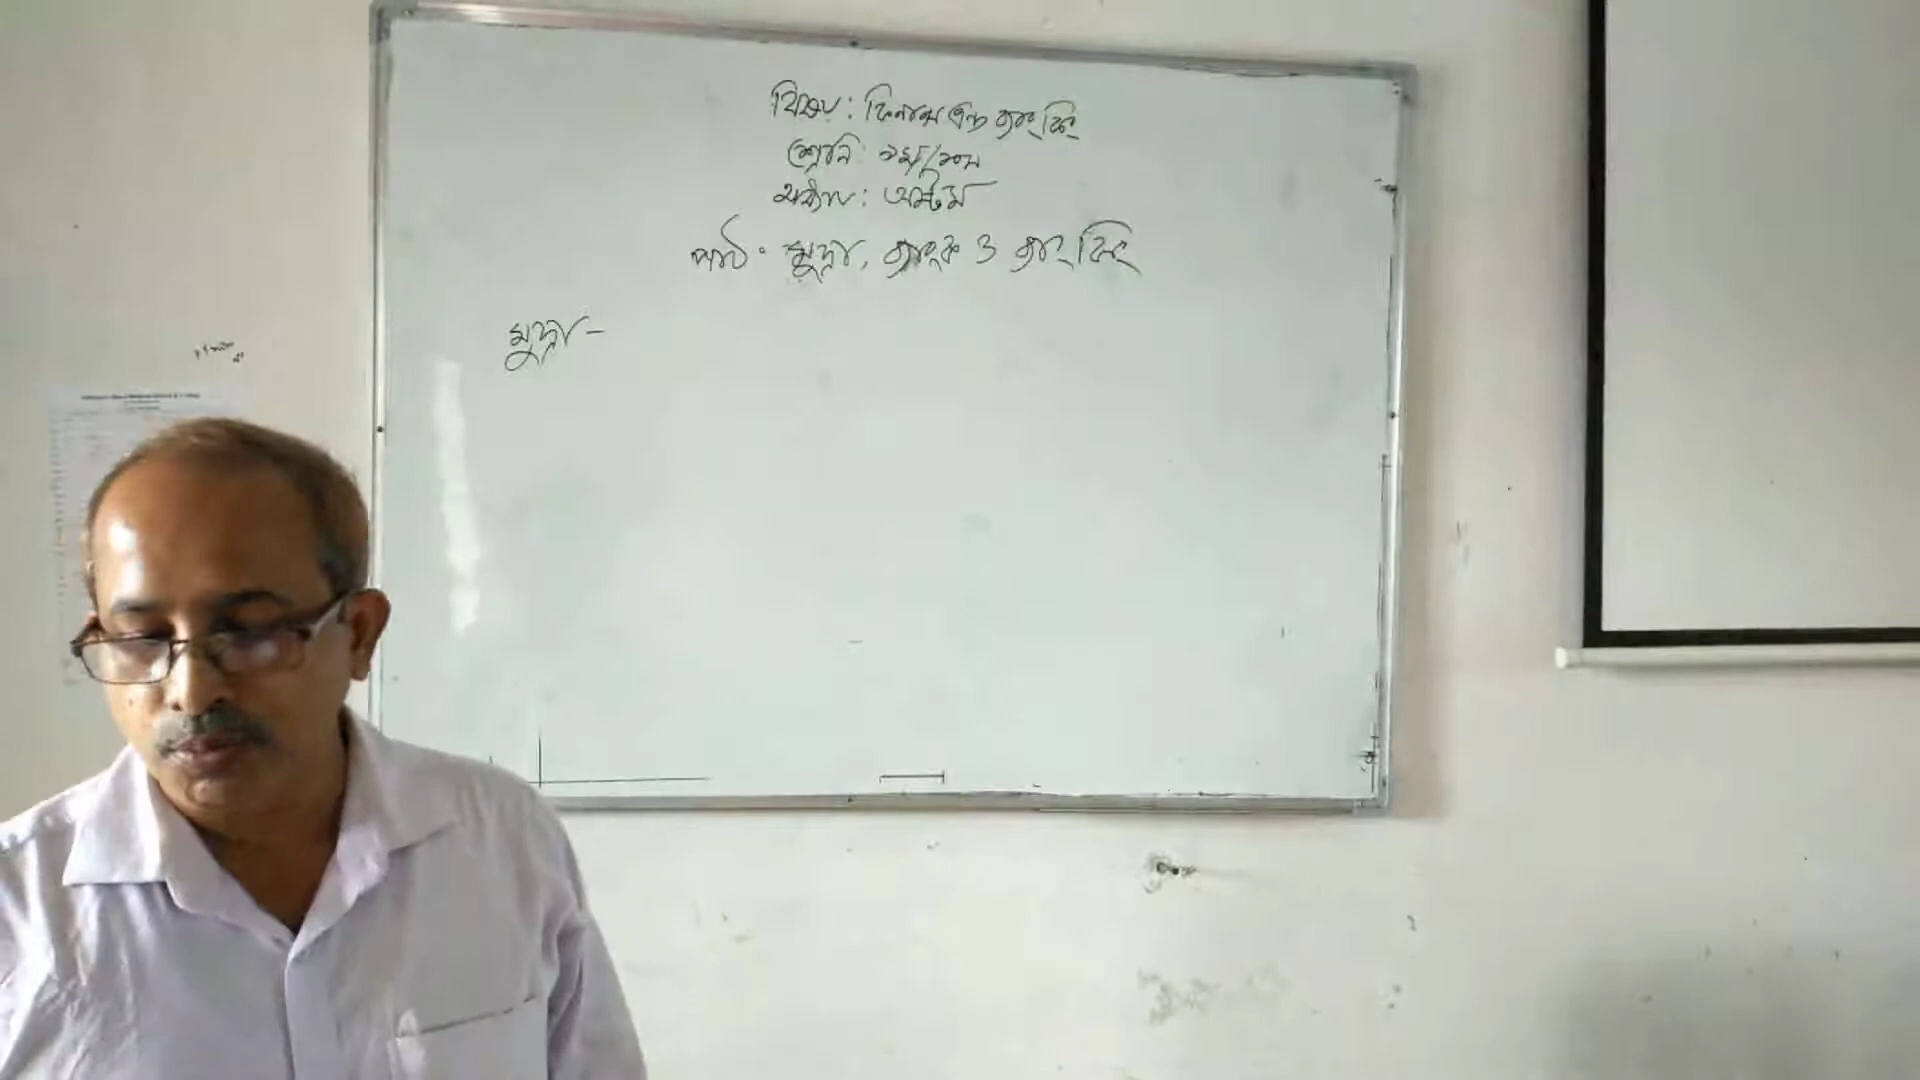 বিষয়: ফিনান্স এন্ড ব্যাংকিং
শ্রেনি: ৯ম/১০ম
অধ্যায়: অষ্টম
পাঠ: মুদ্রা, ব্যাংক ও ব্যাংকিং
মুদ্রা-